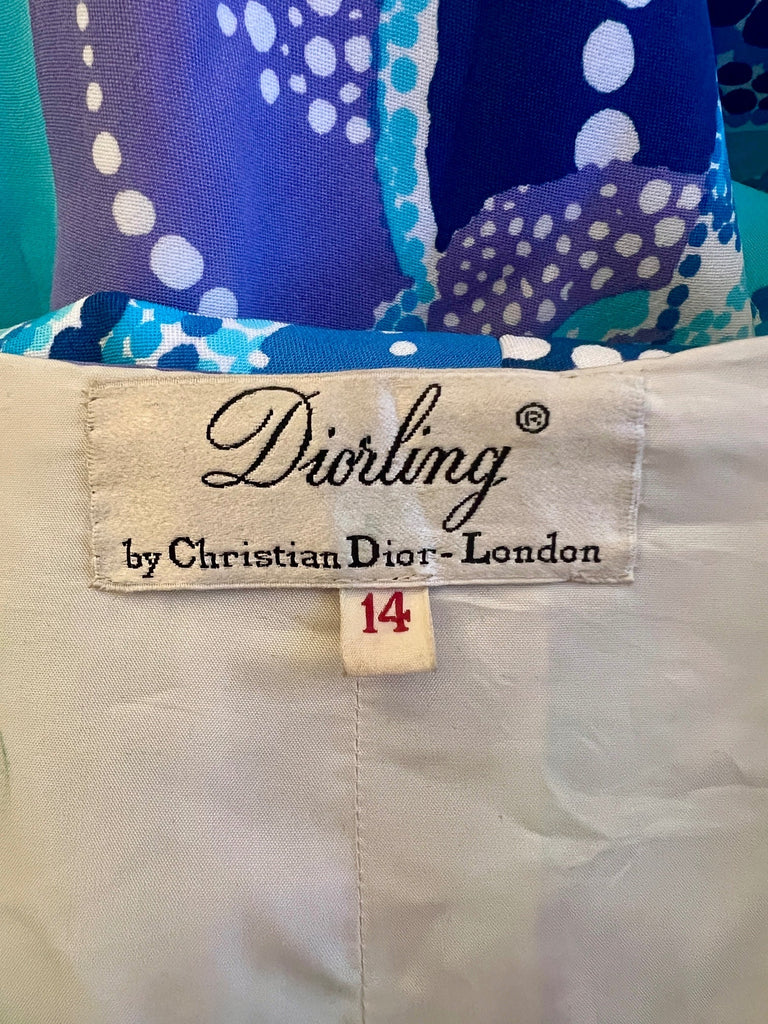 Diorling ®
by Christian Dior - London
14